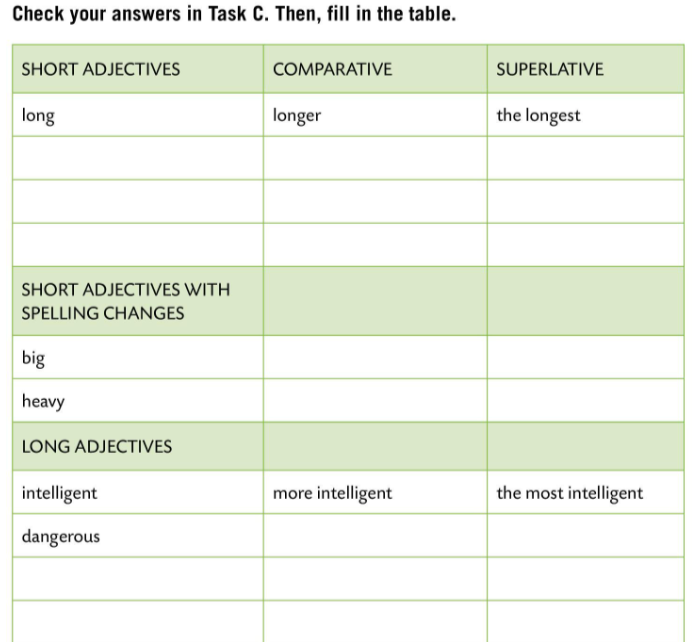 Check your answers in Task C. Then, fill in the table.
SHORT ADJECTIVES COMPARATIVE SUPERLATIVE
long longer the longest
SHORT ADJECTIVES WITH
SPELLING CHANGES
big
heavy
LONG ADJECTIVES
intelligent more intelligent the most intelligent
dangerous